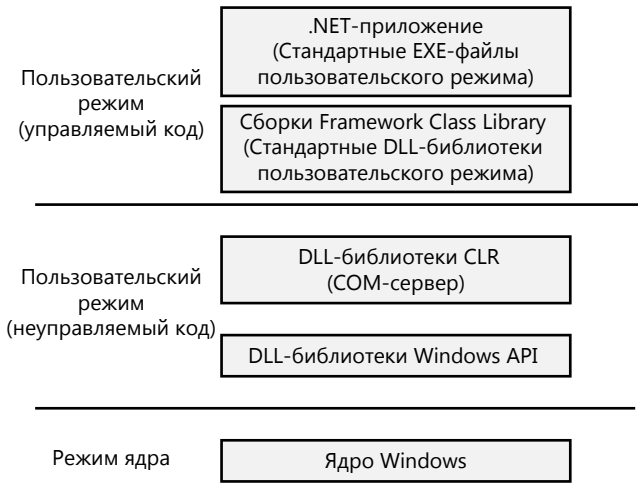 .NET-приложение
(Стандартные EXE-файлы
пользовательского режима)
Пользовательский
режим
(управляемый код)
Сборки Framework Class Library
(Стандартные DLL-библиотеки
пользовательского режима)
DLL-библиотеки CLR
(COM-сервер)
Пользовательский
режим
(неуправляемый код)
DLL-библиотеки Windows API
Режим ядра
Ядро Windows